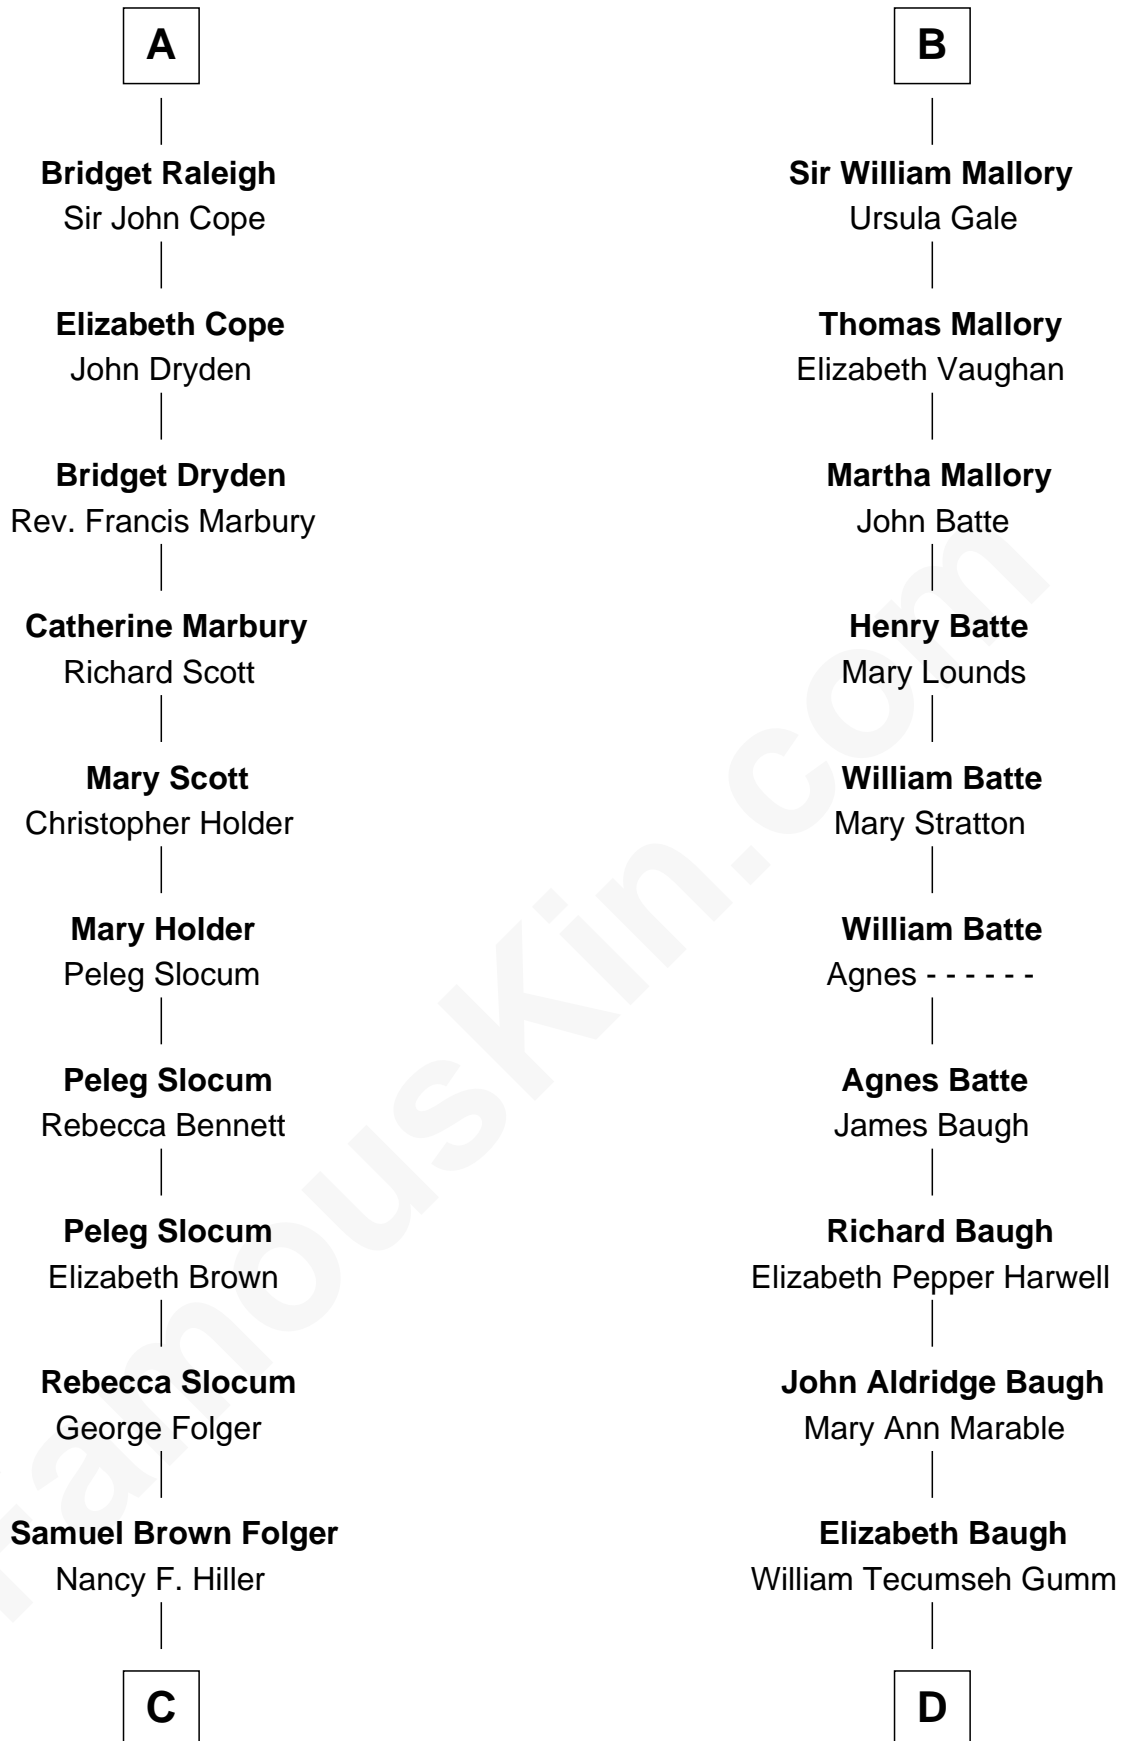 A
Bridget Raleigh
Sir John Cope
Elizabeth Cope
John Dryden
Bridget Dryden
Rev. Francis Marbury
Catherine Marbury
Richard Scott
Mary Scott
Christopher Holder
Mary Holder
Peleg Slocum
Peleg Slocum
Rebecca Bennett
Peleg Slocum
Elizabeth Brown
Rebecca Slocum
George Folger
Samuel Brown Folger
Nancy F. Hiller
C
B
Sir William Mallory
Ursula Gale
Thomas Mallory
Elizabeth Vaughan
Martha Mallory
John Batte
Henry Batte
Mary Lounds
William Batte
Mary Stratton
William Batte
Agnes - - - - - -
Agnes Batte
James Baugh
Richard Baugh
Elizabeth Pepper Harwell
John Aldridge Baugh
Mary Ann Marable
Elizabeth Baugh
William Tecumseh Gumm
D
FamousKin.com